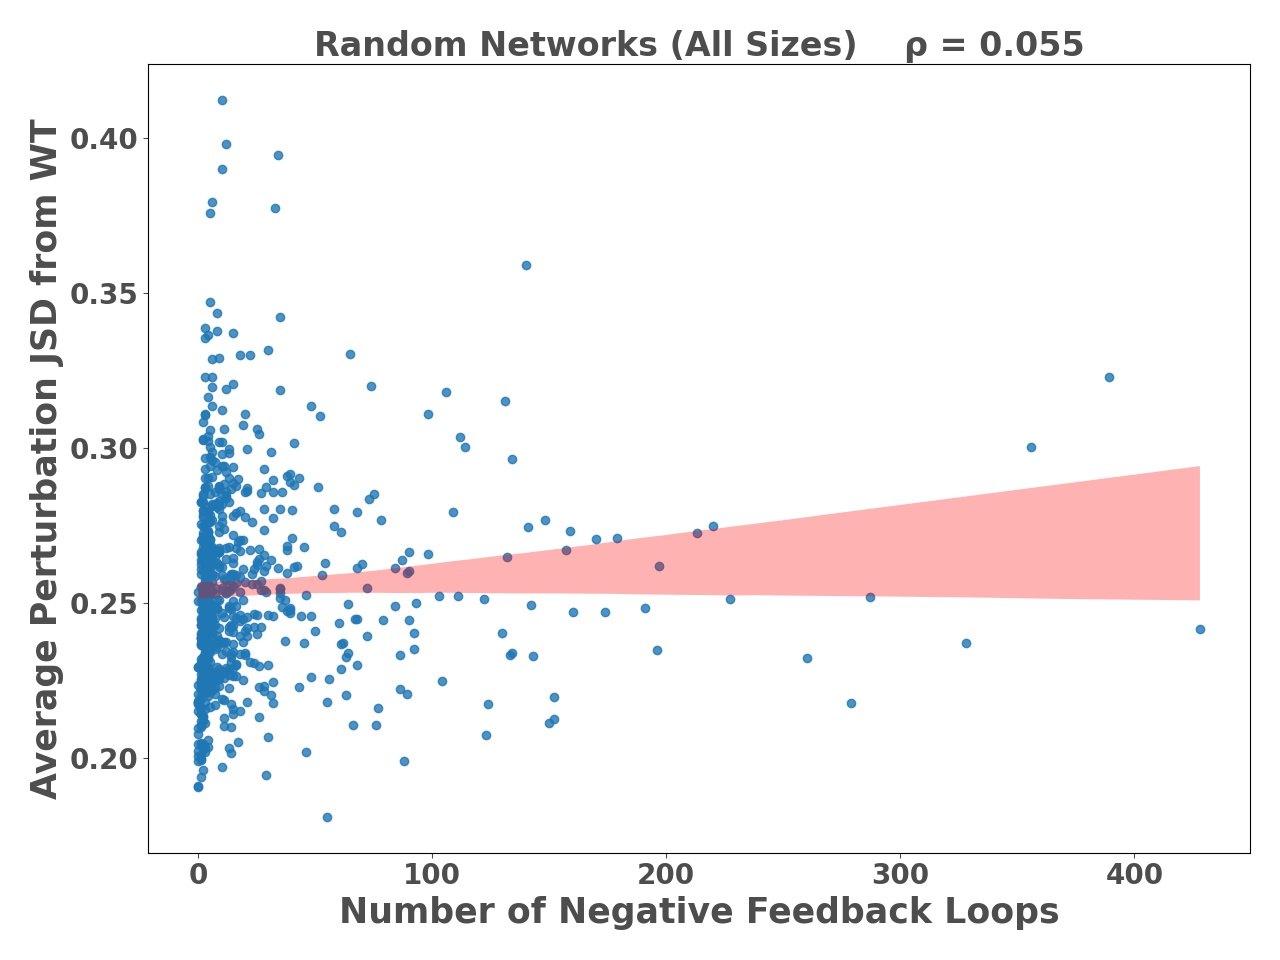 Random Networks (All Sizes) ρ = 0.055
Average Perturbation JSD from WT
0.40
0.35
0.30
0.25
0.20
0 100 200 300 400
Number of Negative Feedback Loops